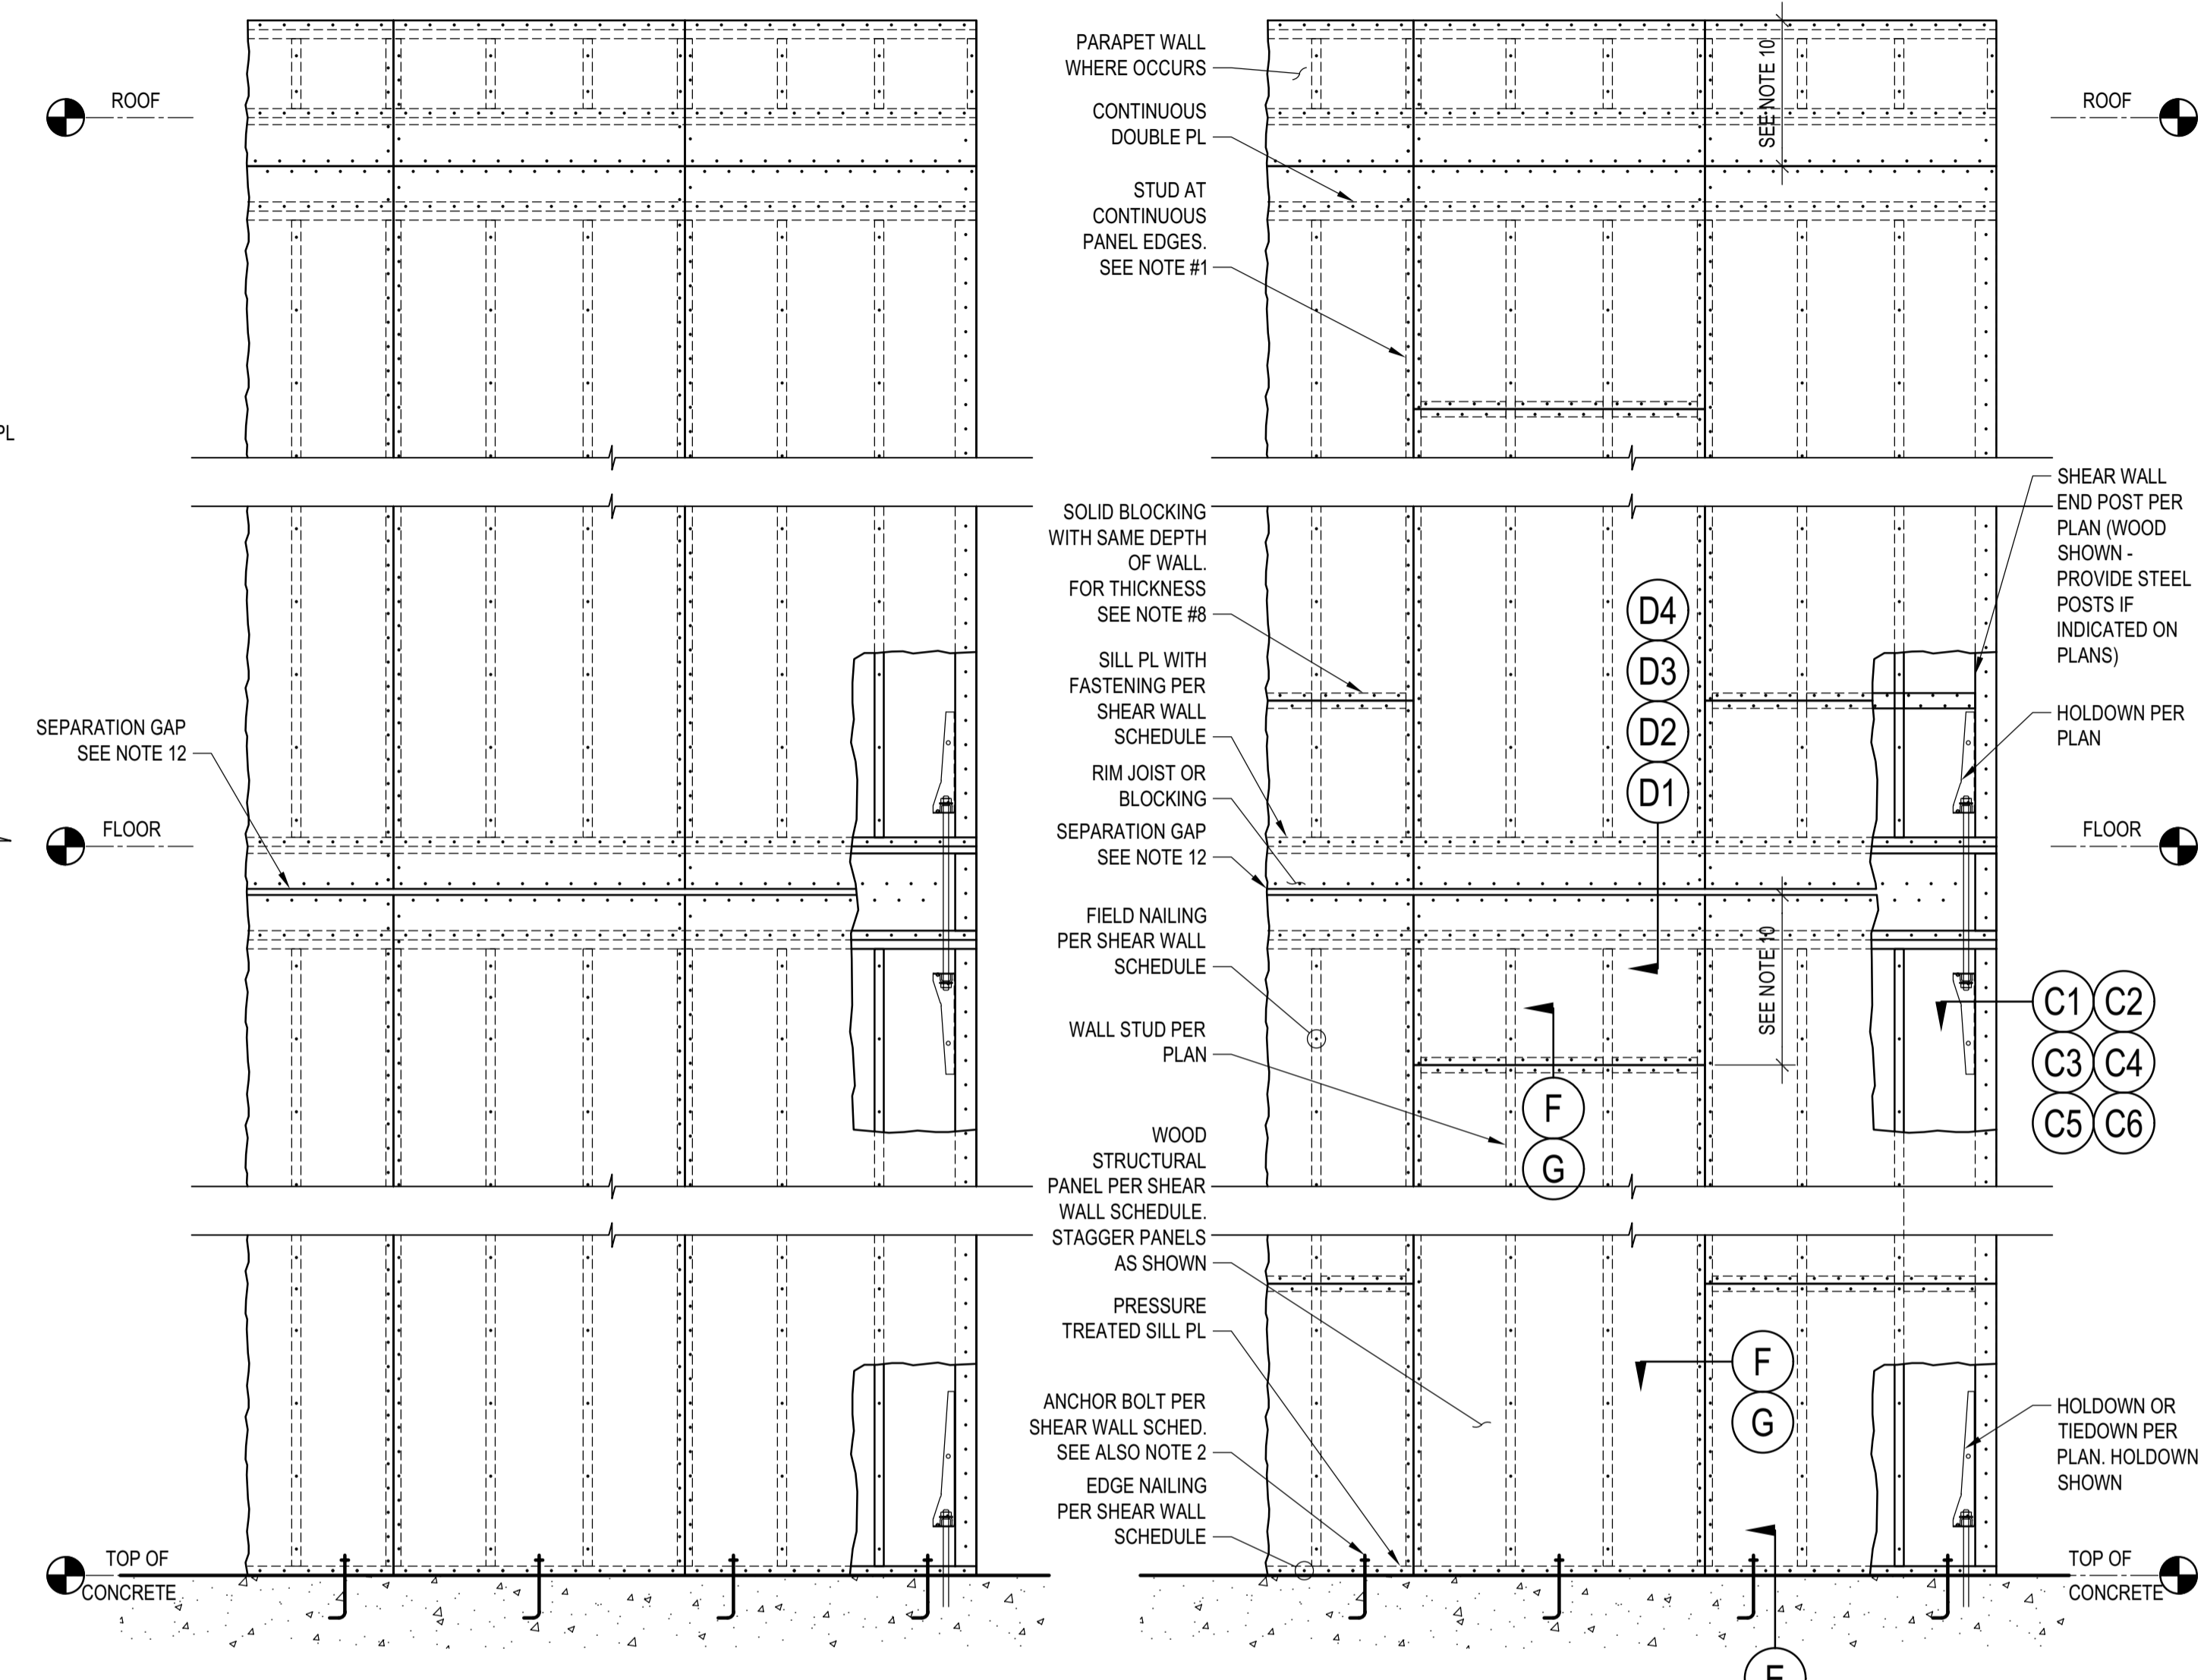 PL
ROOF
SEPARATION GAP
SEE NOTE 12
FLOOR
TOP OF
CONCRETE
PARAPET WALL
WHERE OCCURS
CONTINUOUS
DOUBLE PL
STUD AT
CONTINUOUS
PANEL EDGES.
SEE NOTE #1
SOLID BLOCKING
WITH SAME DEPTH
OF WALL.
FOR THICKNESS
SEE NOTE #8
SILL PL WITH
FASTENING PER
SHEAR WALL
SCHEDULE
RIM JOIST OR
BLOCKING
SEPARATION GAP
SEE NOTE 12
FIELD NAILING
PER SHEAR WALL
SCHEDULE
WALL STUD PER
PLAN
WOOD
STRUCTURAL
PANEL PER SHEAR
WALL SCHEDULE.
STAGGER PANELS
AS SHOWN
PRESSURE
TREATED SILL PL
ANCHOR BOLT PER
SHEAR WALL SCHED.
SEE ALSO NOTE 2
EDGE NAILING
PER SHEAR WALL
SCHEDULE
SEE NOTE 10
D4
D3
D2
D1
SEE NOTE 10
F
G
F
G
ROOF
SHEAR WALL
END POST PER
PLAN (WOOD
SHOWN -
PROVIDE STEEL
POSTS IF
INDICATED ON
PLANS)
HOLDOWN PER
PLAN
FLOOR
C1 C2
C3 C4
C5 C6
HOLDOWN OR
TIEDOWN PER
PLAN. HOLDOWN
SHOWN
TOP OF
CONCRETE